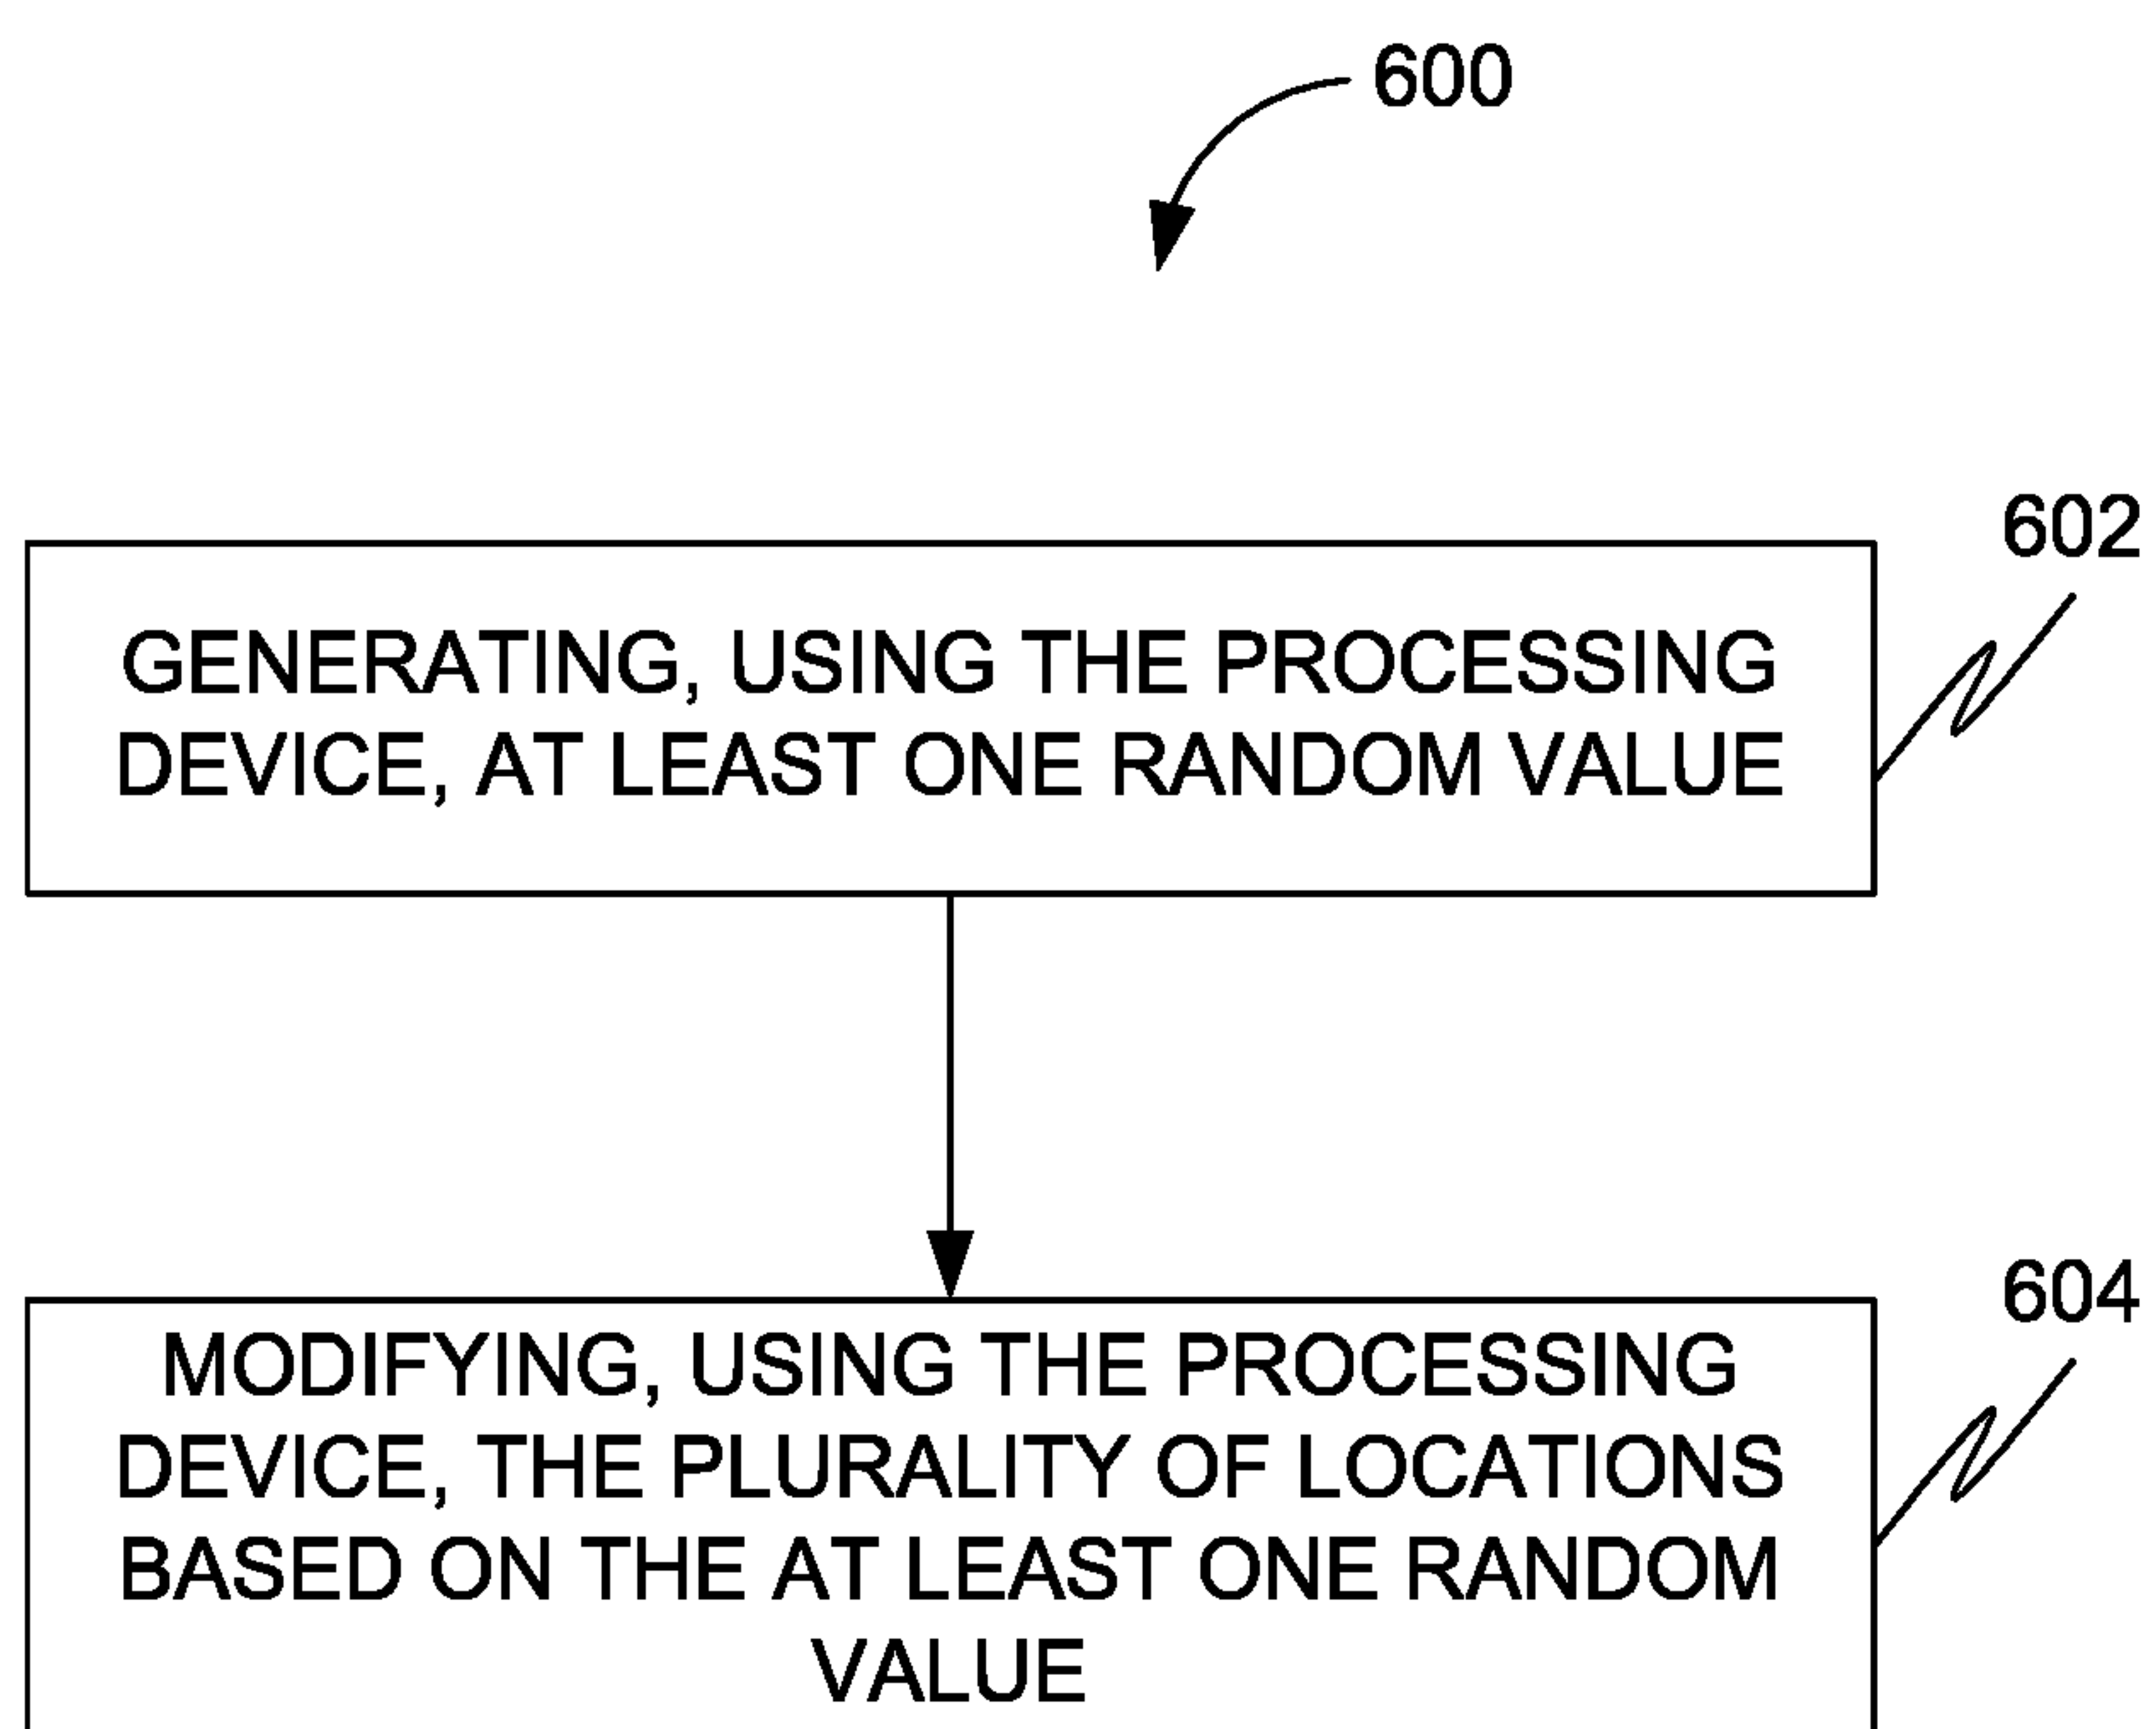 600
602
GENERATING, USING THE PROCESSING
DEVICE, AT LEAST ONE RANDOM VALUE
604
MODIFYING, USING THE PROCESSING
DEVICE, THE PLURALITY OF LOCATIONS
BASED ON THE AT LEAST ONE RANDOM
VALUE